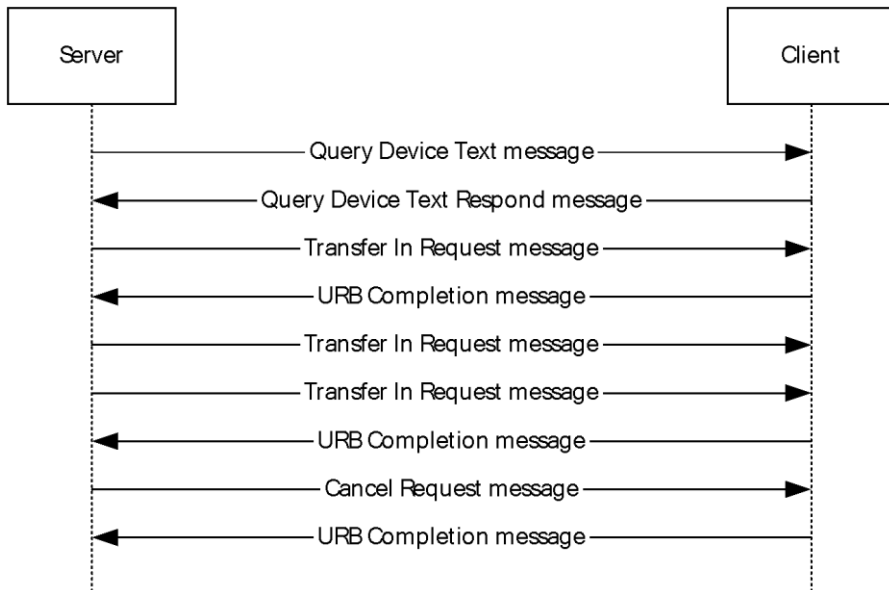 Server
Client
Query Device Text message
Query Device Text Respond message
Transfer In Request message
URB Completion message
Transfer In Request message
Transfer In Request message
URB Completion message
Cancel Request message
URB Completion message